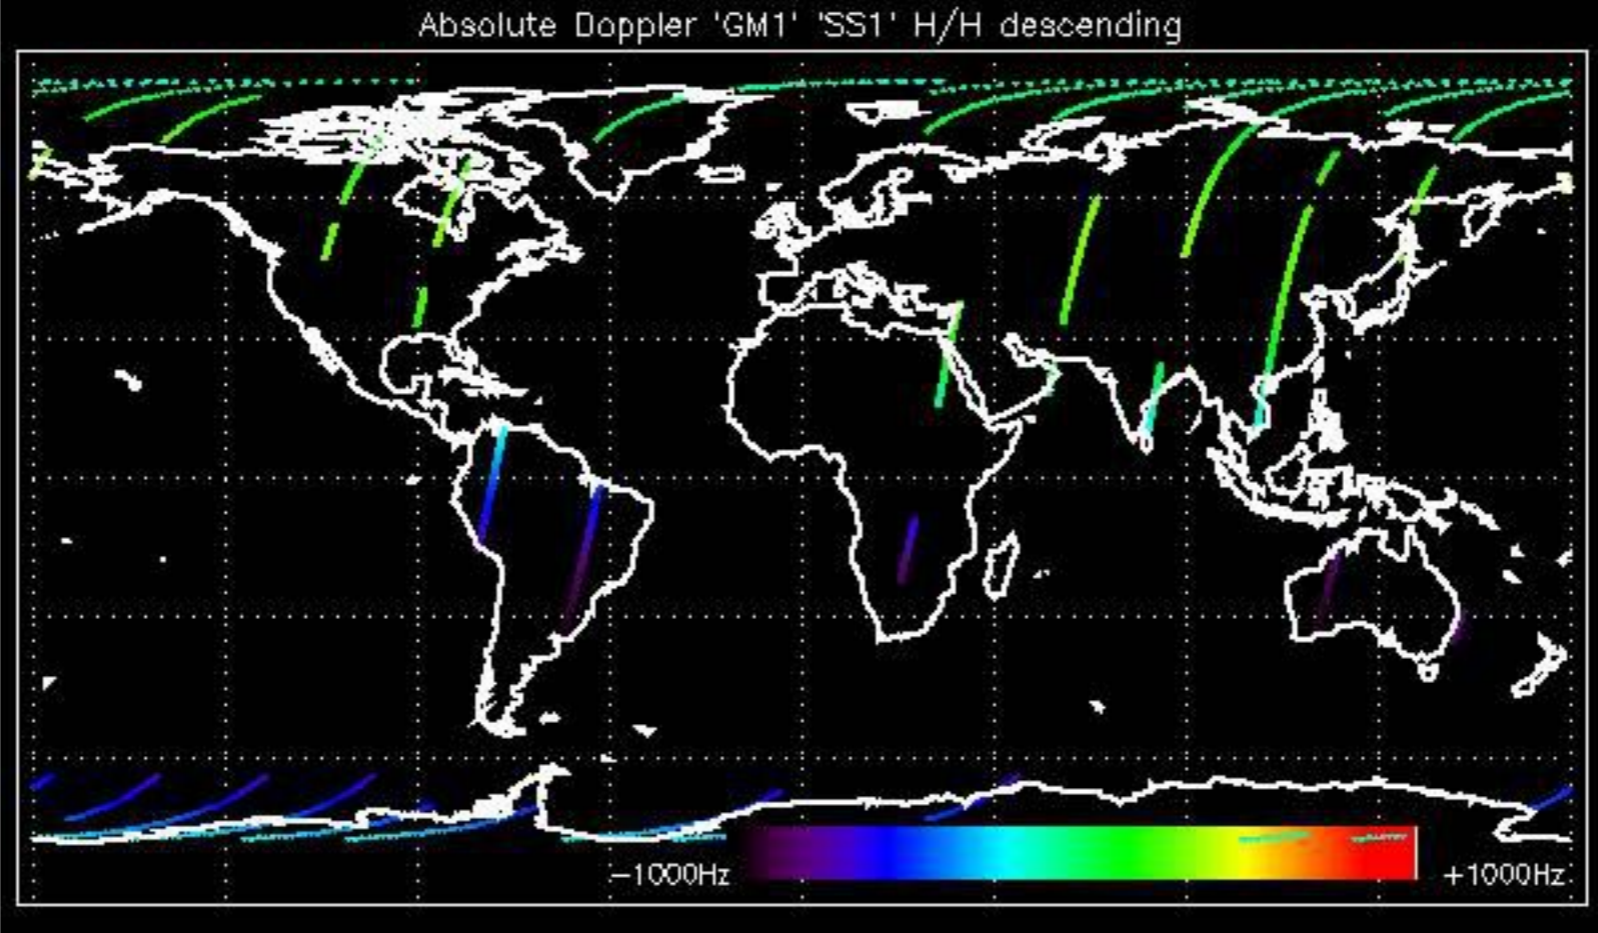 Absolute Doppler 'GM1' 'SS1' H/H descending
−1000Hz
+1000Hz